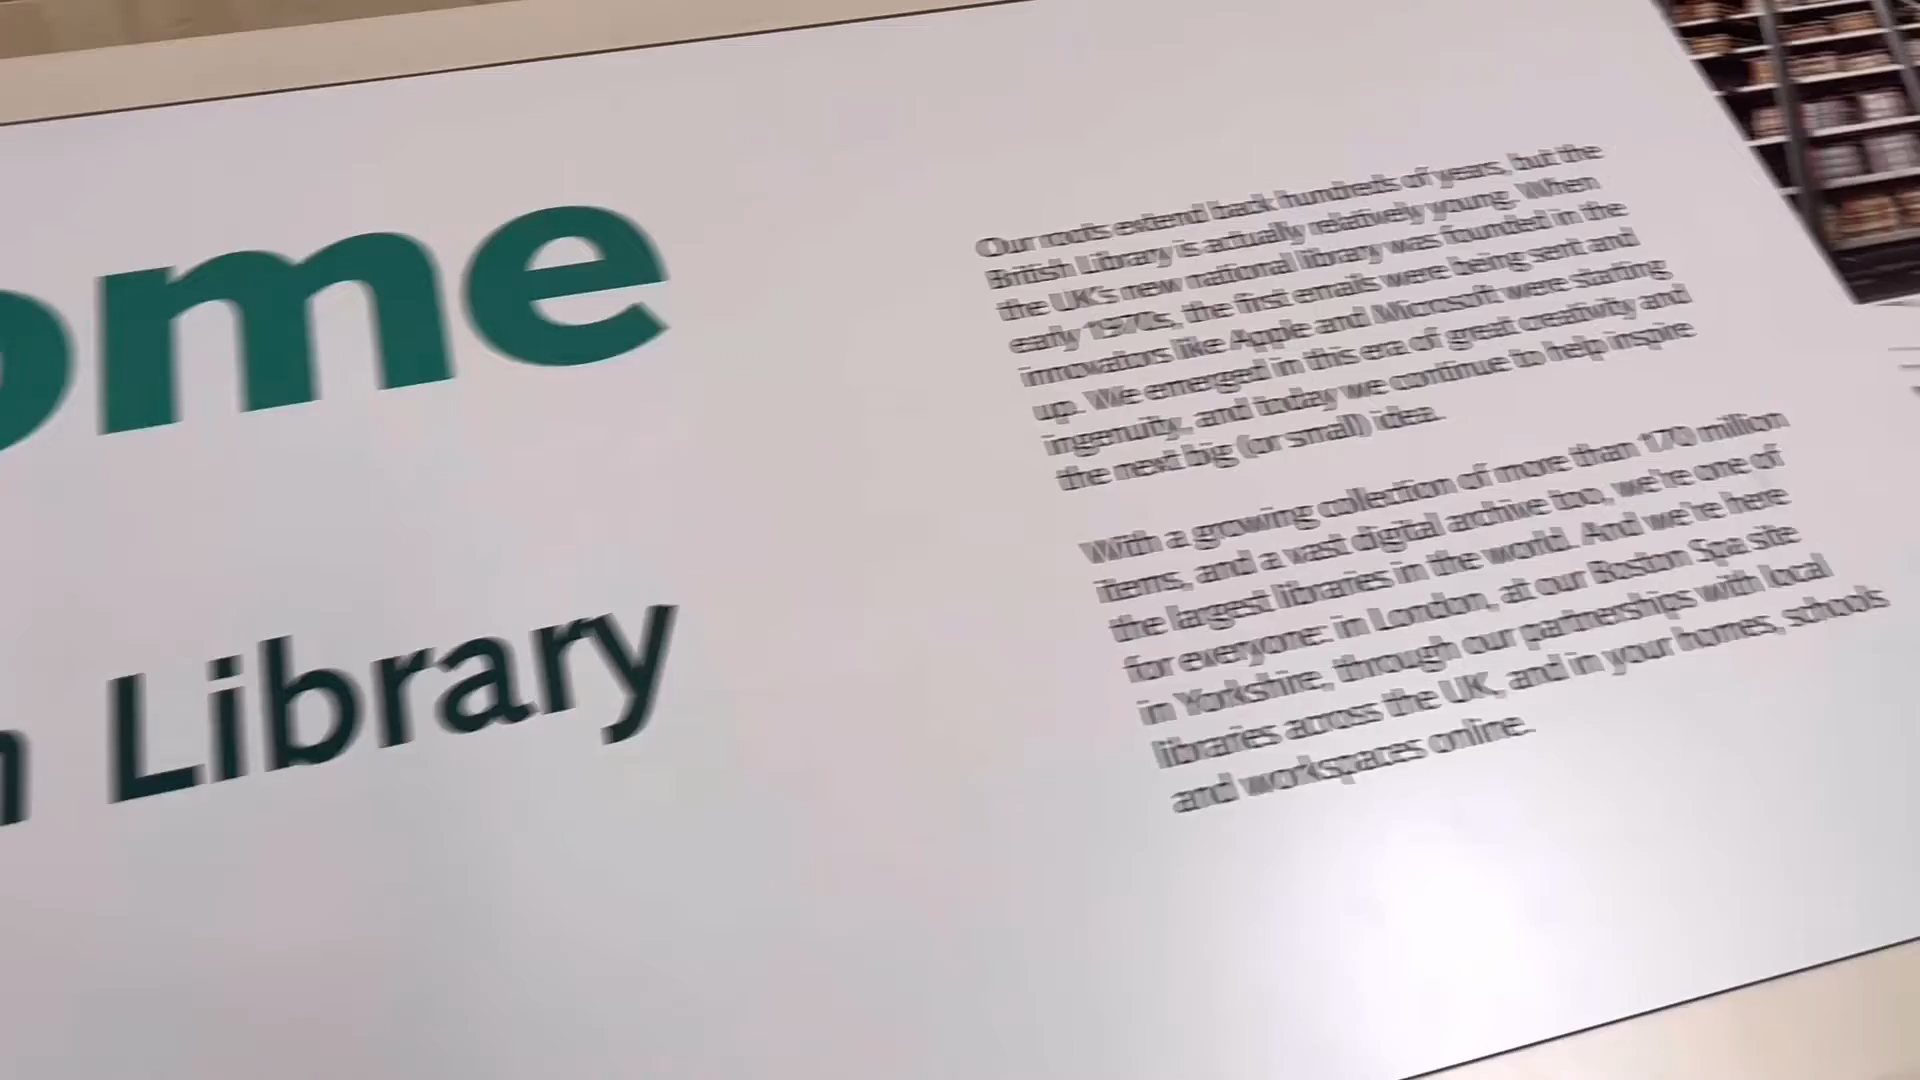 ome
Library
Our roots extend back hundreds of years, but the
British Library is actually relatively young. When
the UK's new national library was founded in the
early 1970s, the first emails were being sent and
innovators like Apple and Microsoft were starting
up. We emerged in this era of great creativity and
ingenuity, and today we continue to help inspire
the next big (or small) idea.
With a growing collection of more than 170 million
items, and a vast digital archive too, we're one of
the largest libraries in the world. And we're here
for everyone: in London, at our Boston Spa site
in Yorkshire, through our partnerships with local
libraries across the UK, and in your homes, schools
and workspaces online.